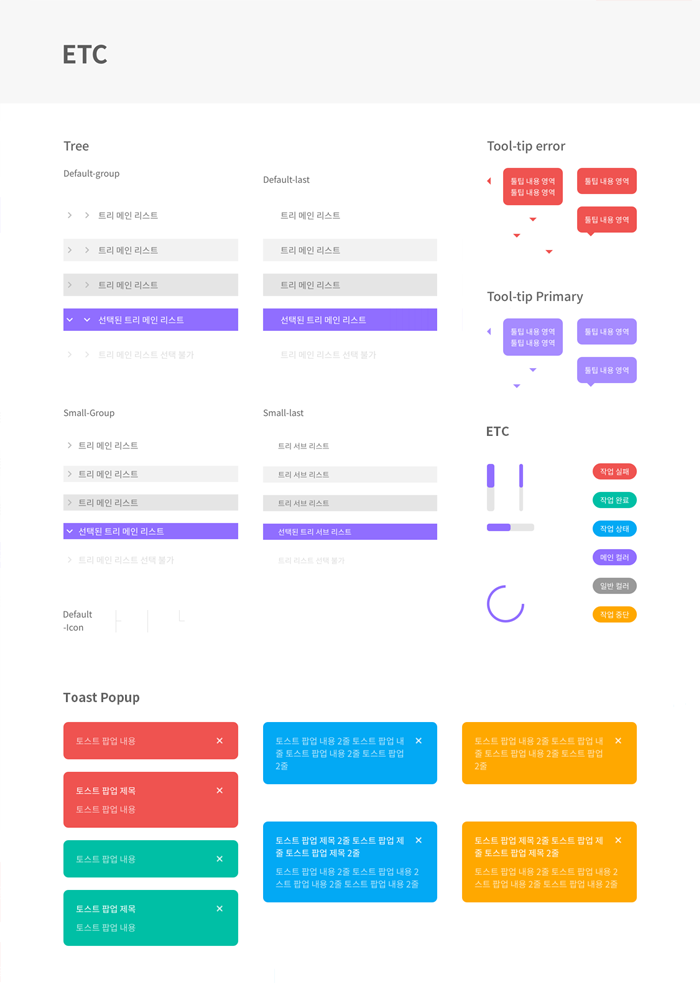 ETC
Tree
Default-group
트리 메인 리스트
트리 메인 리스트
트리 메인 리스트
선택된 트리 메인 리스트
트리 메인 리스트 선택 불가
Default-last
트리 메인 리스트
트리 메인 리스트
트리 메인 리스트
선택된 트리 메인 리스트
트리 메인 리스트 선택 불가
Small-Group
트리 메인 리스트
트리 메인 리스트
트리 메인 리스트
선택된 트리 메인 리스트
트리 메인 리스트 선택 불가
Small-last
트리 서브 리스트
트리 서브 리스트
트리 서브 리스트
선택된 트리 서브 리스트
트리 리스트 선택 불가
Default
-Icon
Tool-tip error
툴팁 내용 영역
툴팁 내용 영역
툴팁 내용 영역
툴팁 내용 영역
Tool-tip Primary
툴팁 내용 영역
툴팁 내용 영역
툴팁 내용 영역
툴팁 내용 영역
ETC
작업 실패
작업 완료
작업 상태
메인 컬러
일반 컬러
작업 중단
Toast Popup
토스트 팝업 내용
토스트 팝업 제목
토스트 팝업 내용
토스트 팝업 내용
토스트 팝업 제목
토스트 팝업 내용
토스트 팝업 내용 2줄 토스트 팝업 내
용 2줄 토스트 팝업 내용 2줄 토스트 팝업
2줄
토스트 팝업 제목 2줄 토스트 팝업 제
줄 토스트 팝업 제목 2줄
토스트 팝업 내용 2줄 토스트 팝업 내용 2
스트 팝업 내용 2줄 토스트 팝업 내용 2줄
토스트 팝업 내용 2줄 토스트 팝업 내
줄 토스트 팝업 내용 2줄 토스트 팝업
2줄
토스트 팝업 제목 2줄 토스트 팝업 제
줄 토스트 팝업 제목 2줄
토스트 팝업 내용 2줄 토스트 팝업 내용 2
스트 팝업 내용 2줄 토스트 팝업 내용 2줄